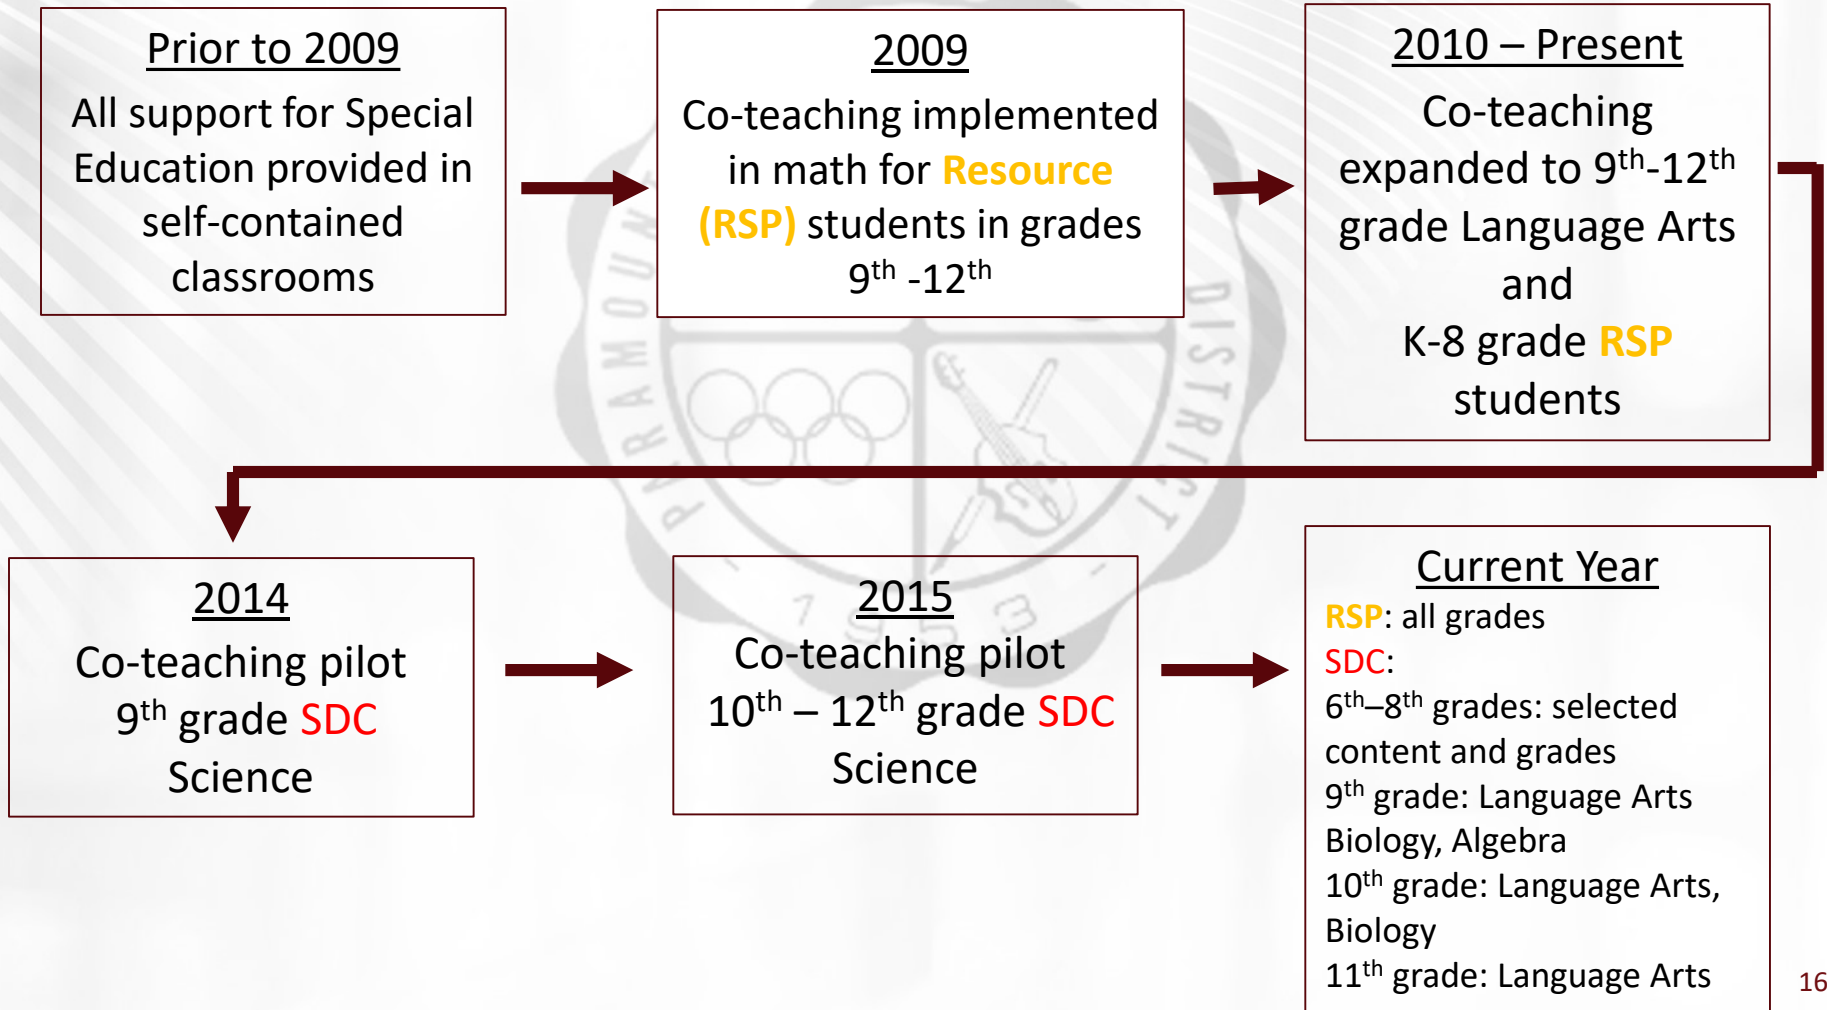 Prior to 2009
All support for Special
Education provided in
self-contained
classrooms
2009
Co-teaching implemented
in math for Resource
(RSP) students in grades
9th -12th
2010 – Present
Co-teaching
expanded to 9th-12th
grade Language Arts
and
K-8 grade RSP
students
2014
Co-teaching pilot
9th grade SDC
Science
2015
Co-teaching pilot
10th – 12th grade SDC
Science
Current Year
RSP: all grades
SDC:
6th–8th grades: selected
content and grades
9th grade: Language Arts
Biology, Algebra
10th grade: Language Arts,
Biology
11th grade: Language Arts
16
DISTRICT
1953